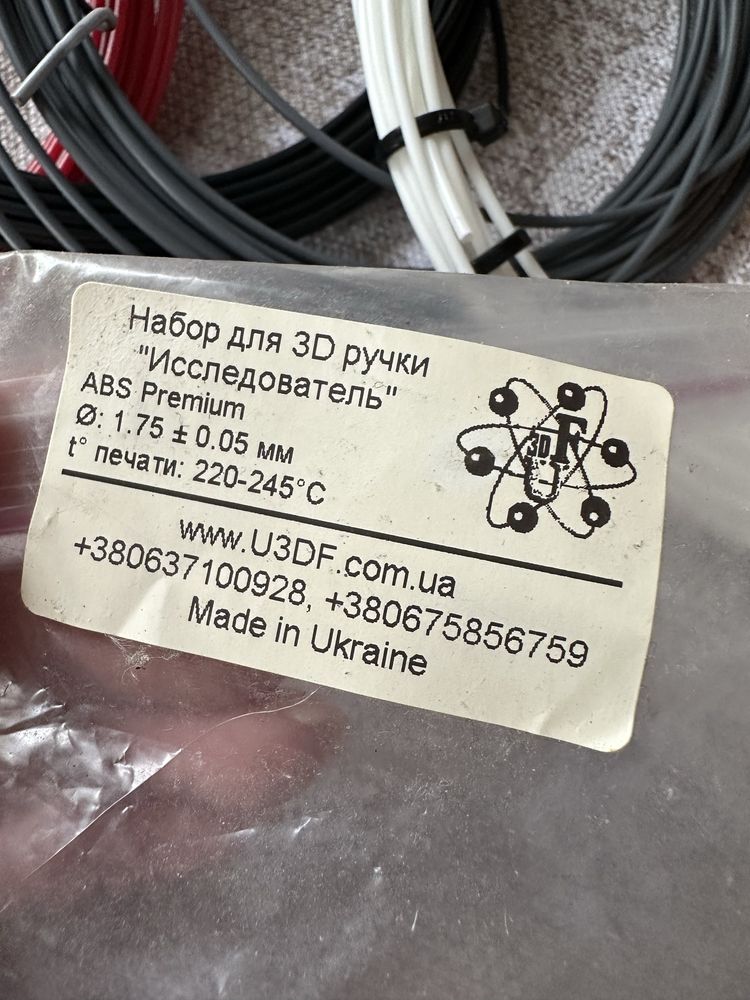 Набор для 3D ручки
"Исследователь"
ABS Premium
Ø: 1.75 ± 0.05 мм
t° печати: 220-245°C
3D F
U
www.U3DF.com.ua
+380637100928, +380675856759
Made in Ukraine